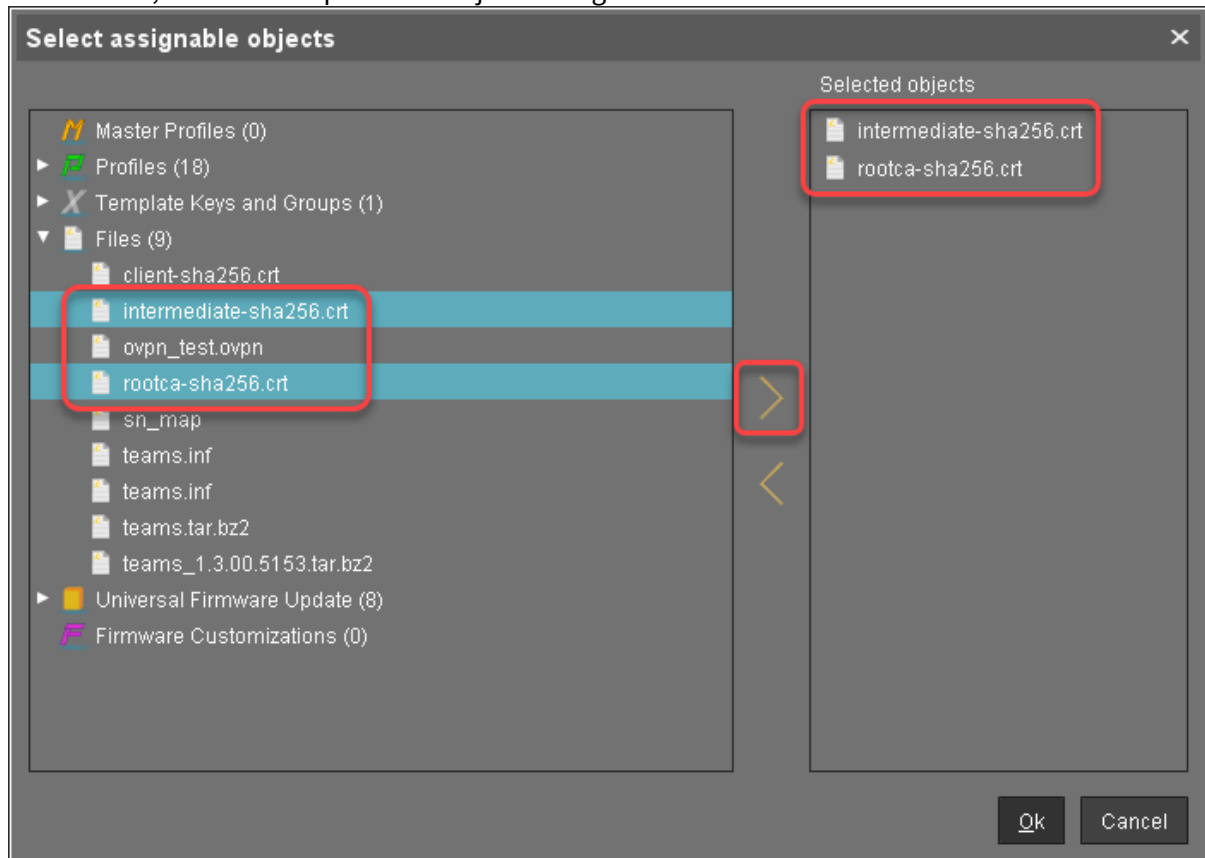 Select assignable objects
Selected objects
Master Profiles (0)
Profiles (18)
Template Keys and Groups (1)
Files (9)
client-sha256.crt
intermediate-sha256.crt
ovpn_test.ovpn
rootca-sha256.crt
sn_map
teams.inf
teams.inf
teams.tar.bz2
teams_1.3.00.5153.tar.bz2
Universal Firmware Update (8)
Firmware Customizations (0)
intermediate-sha256.crt
rootca-sha256.crt
Ok
Cancel